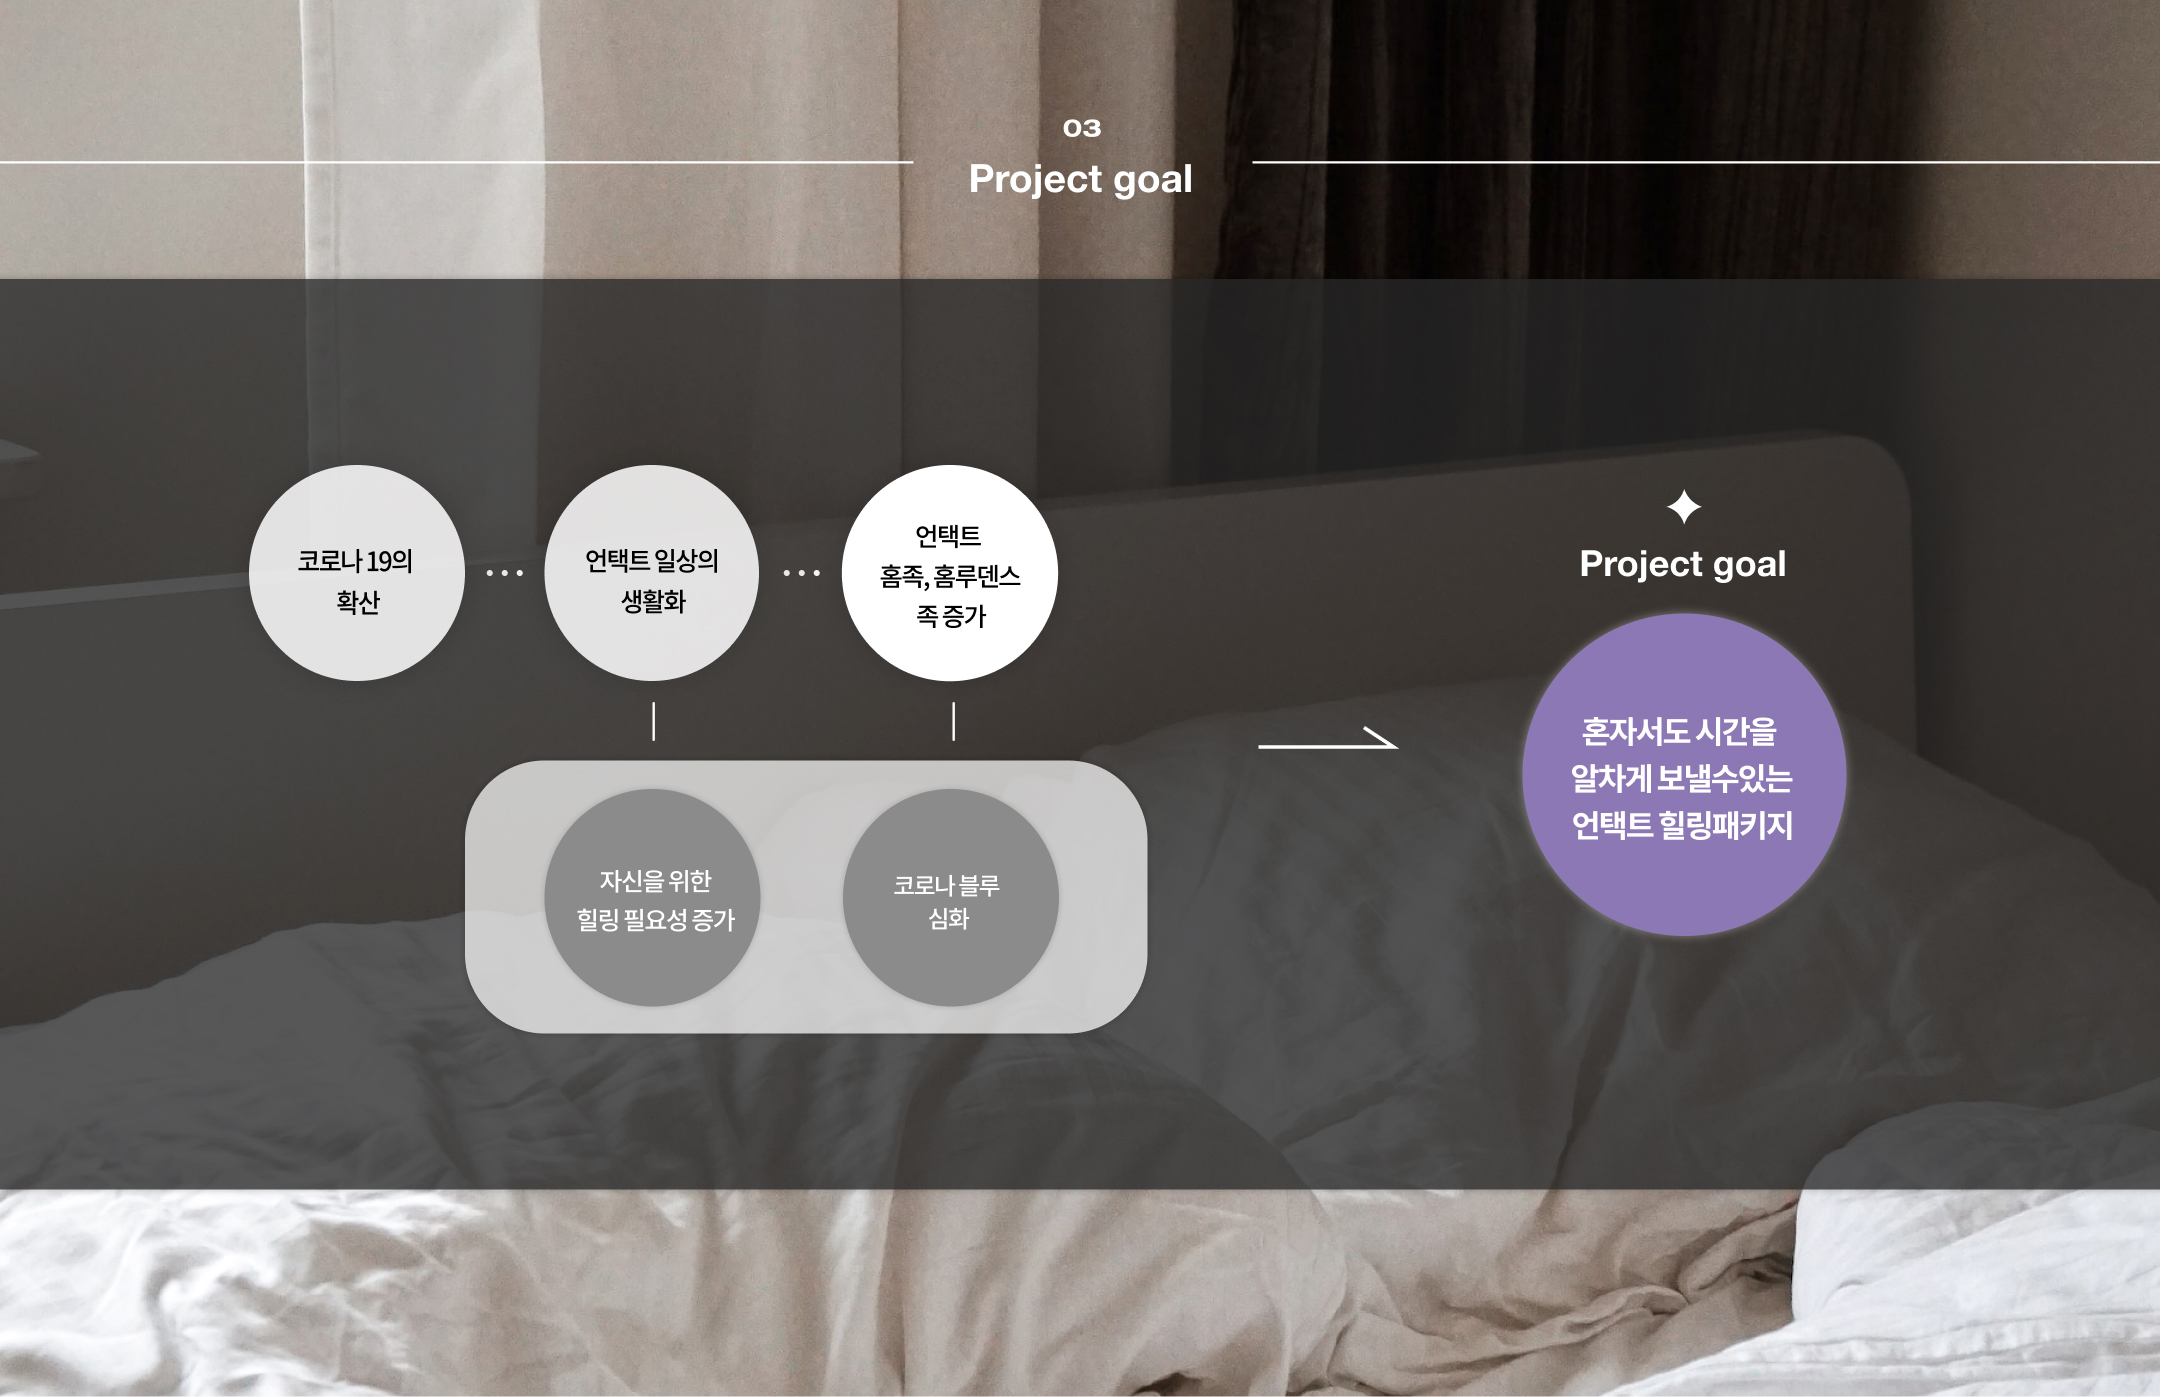 03
Project goal
코로나 19의
확산
언택트 일상의
생활화
언택트
홈족, 홈루덴스
족 증가
자신을 위한
힐링 필요성 증가
코로나 블루
심화
Project goal
혼자서도 시간을
알차게 보낼수있는
언택트 힐링패키지